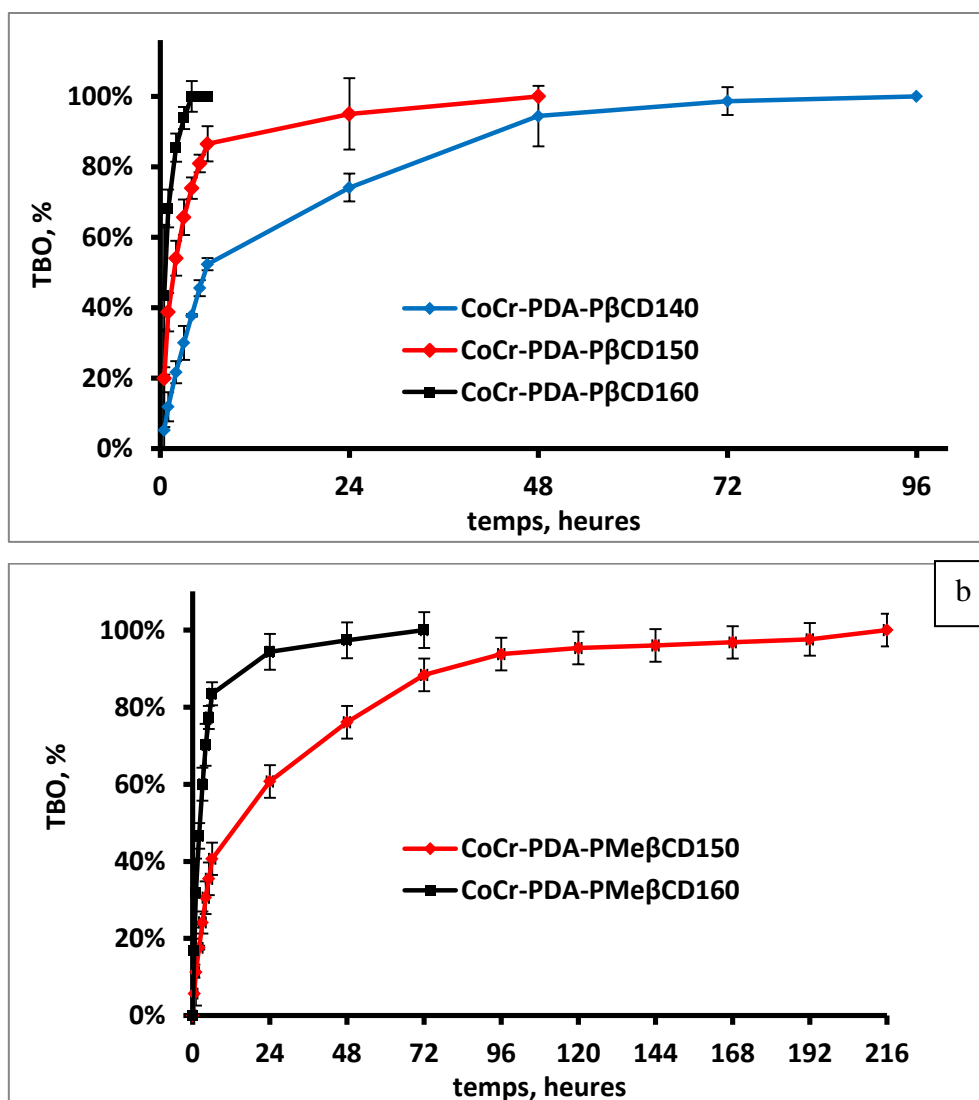 100%
80%
60%
40%
20%
0%
TBO, %
CoCr-PDA-PβCD140
CoCr-PDA-PβCD150
CoCr-PDA-PβCD160
0 24 48 72 96
temps, heures
b
100%
80%
60%
40%
20%
0%
TBO, %
CoCr-PDA-PMeβCD150
CoCr-PDA-PMeβCD160
0 24 48 72 96 120 144 168 192 216
temps, heures